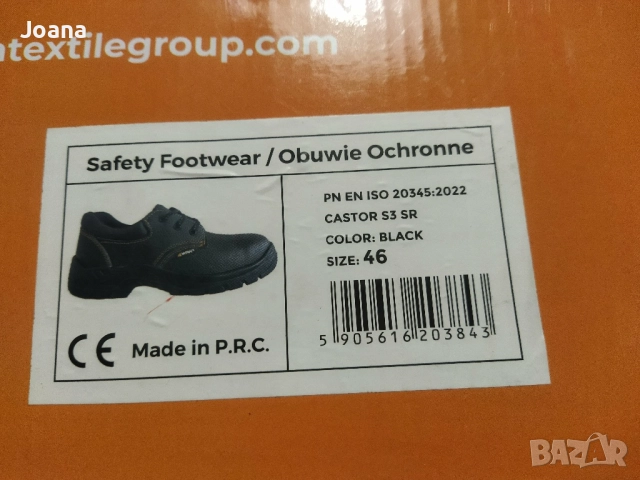 Joana
textilegroup.com
Safety Footwear / Obuwie Ochronne
PN EN ISO 20345:2022
CASTOR S3 SR
COLOR: BLACK
SIZE: 46
5 905616 203843
CE Made in P.R.C.
BAZAR